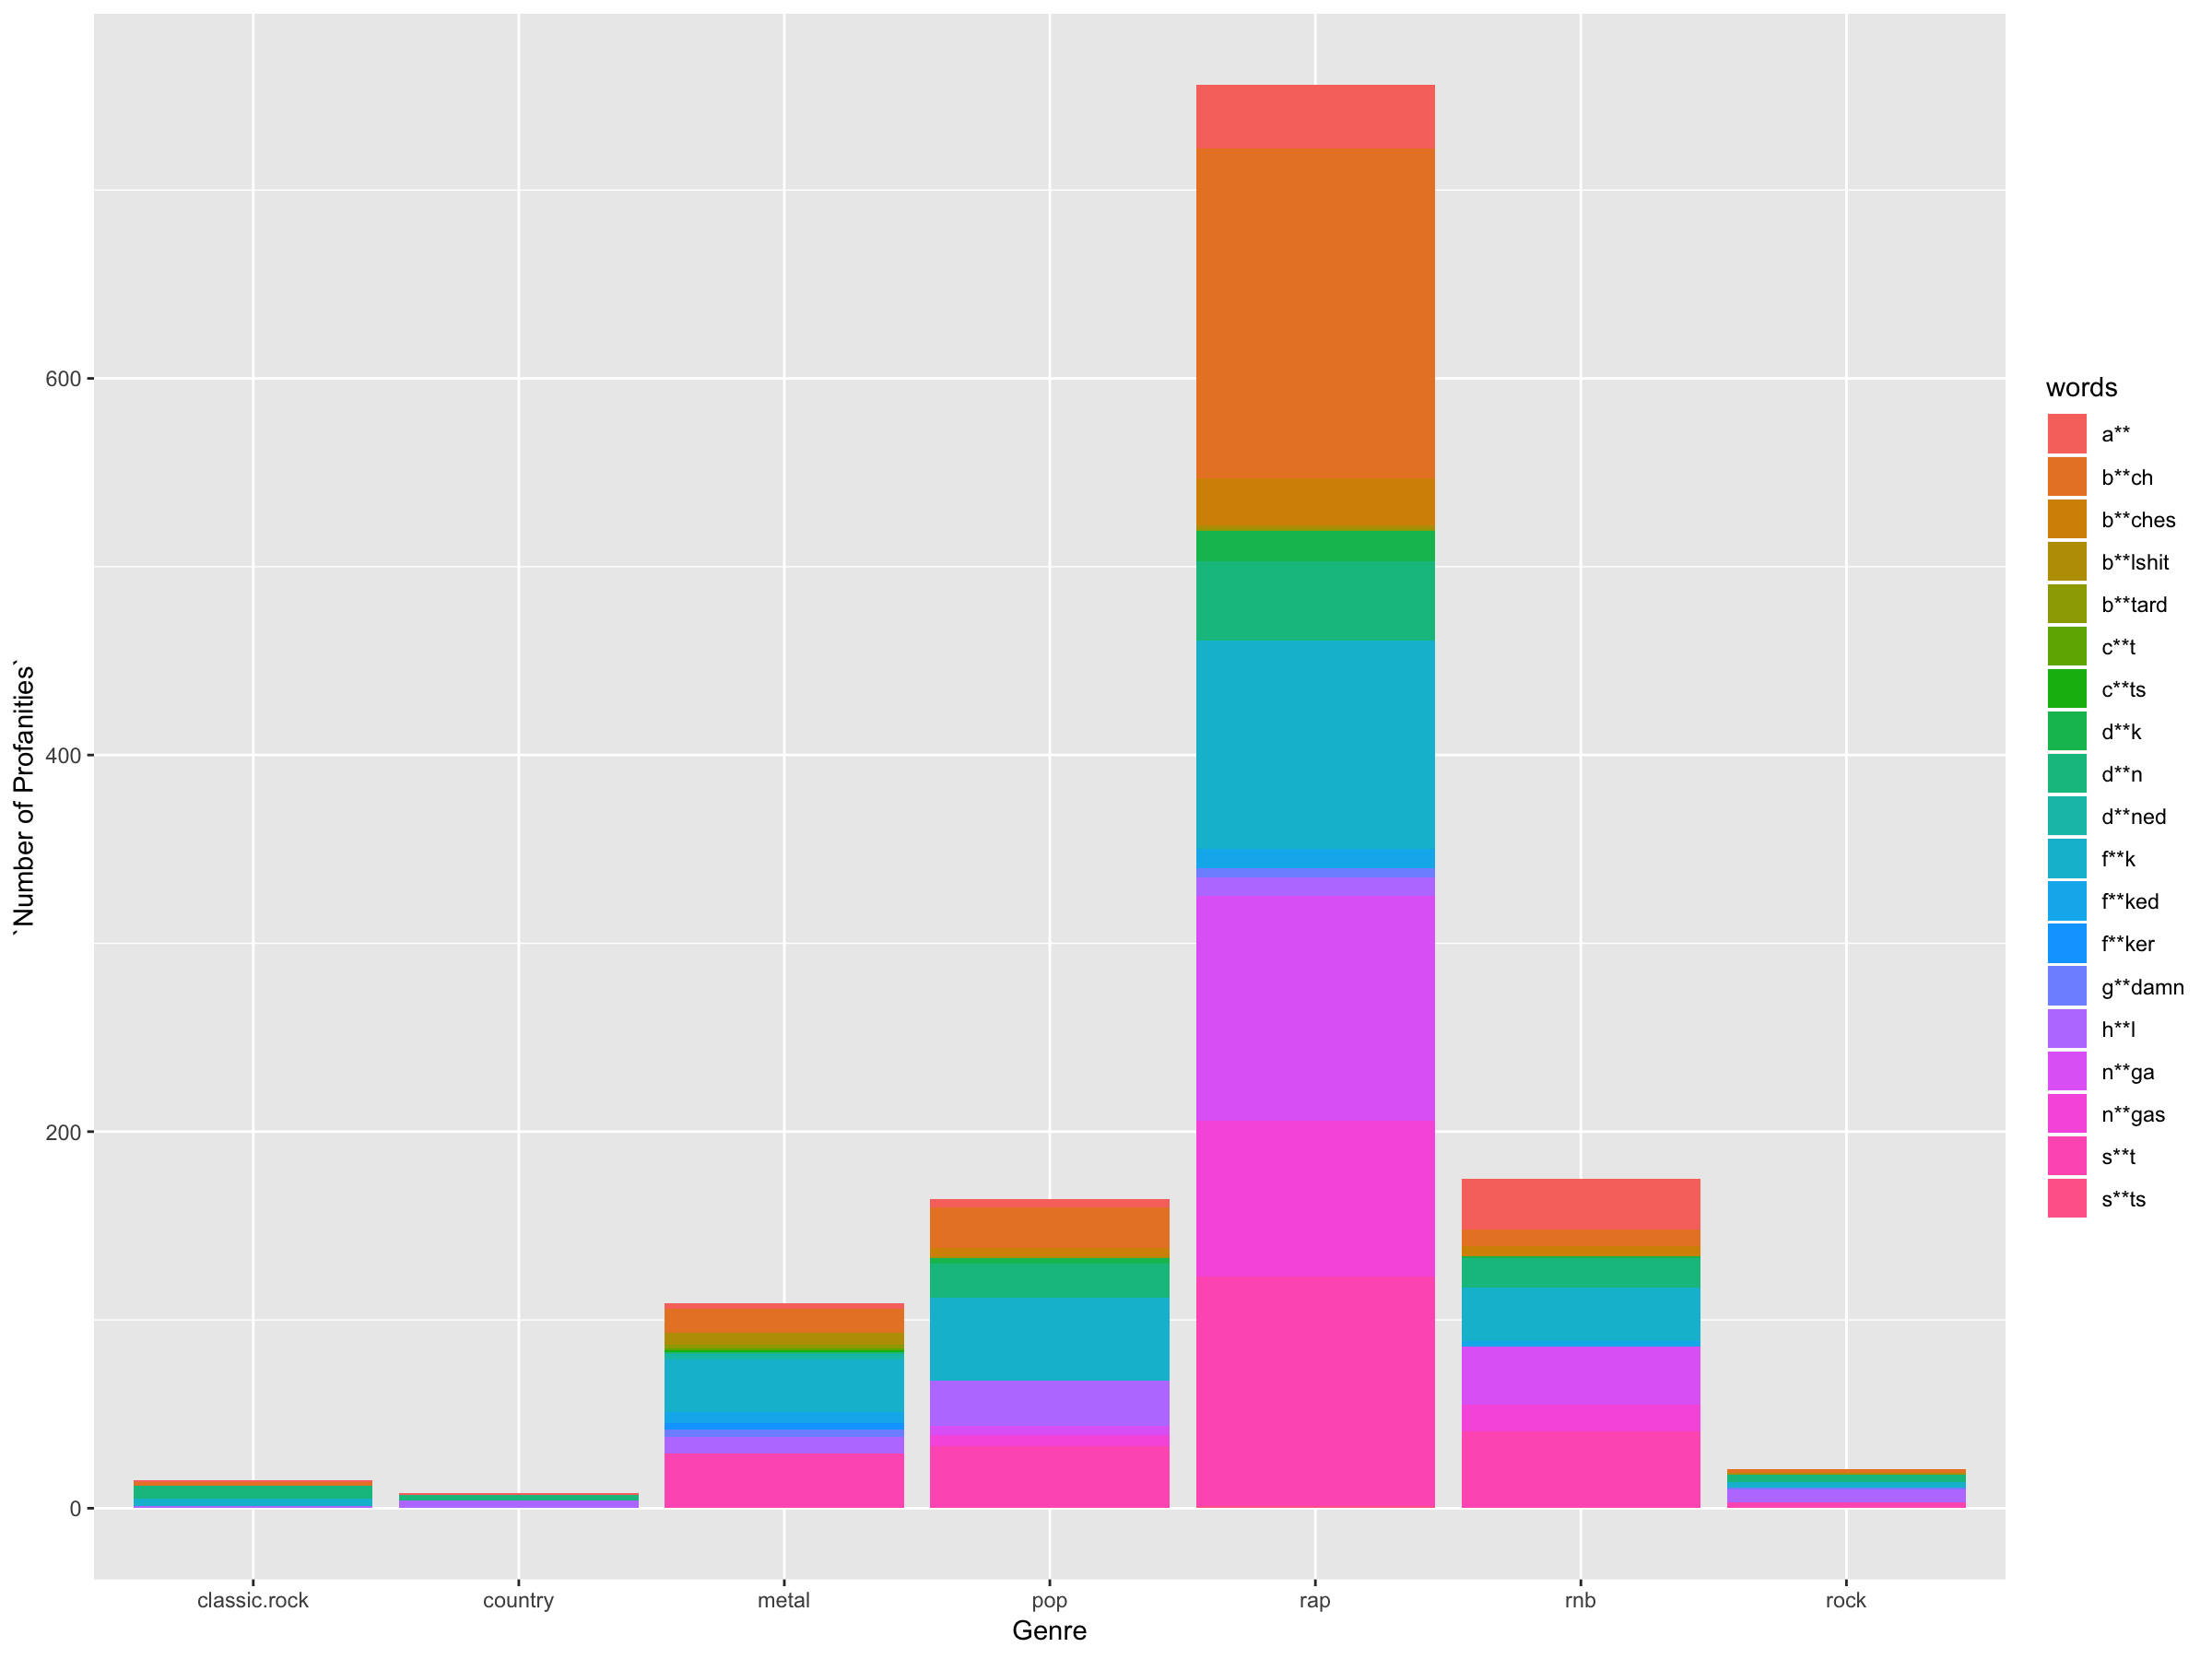 `Number of Profanities`
600
400
200
0
classic.rock country metal pop rap rnb rock
Genre
words
a**
b**ch
b**ches
b**lshit
b**tard
c**t
c**ts
d**k
d**n
d**ned
f**k
f**ked
f**ker
g**damn
h**l
n**ga
n**gas
s**t
s**ts